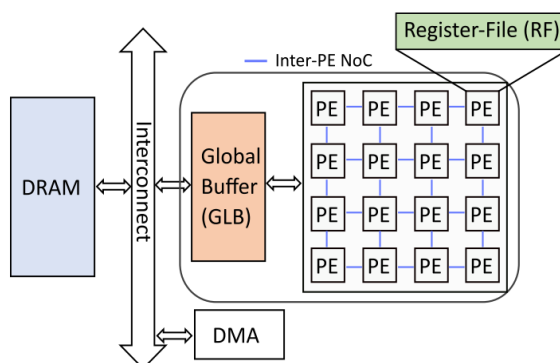 Register-File (RF)
Inter-PE NoC
DRAM
Interconnect
Global
Buffer
(GLB)
PE PE PE PE
PE PE PE PE
PE PE PE PE
PE PE PE PE
DMA